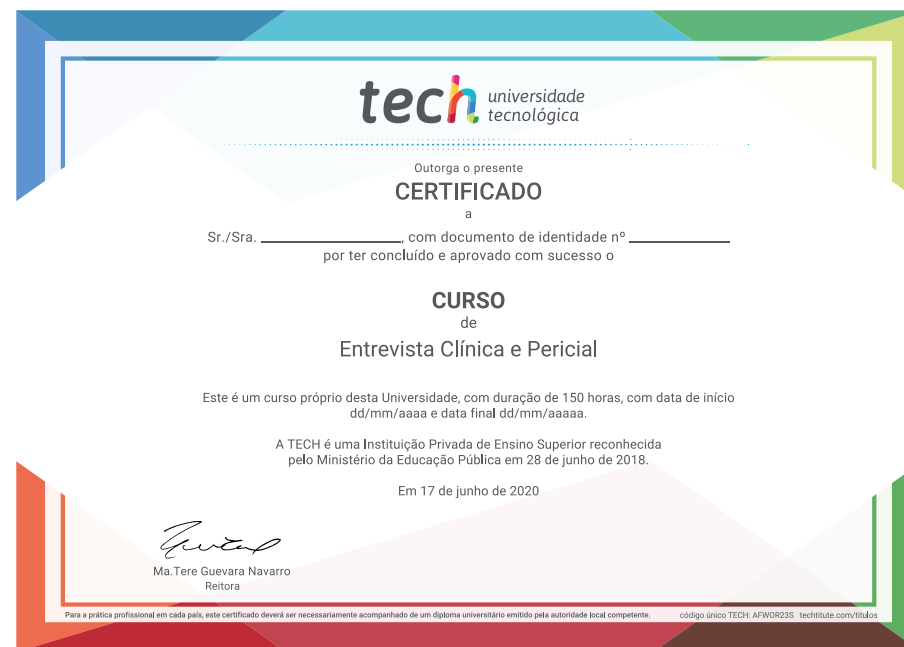 tech universidade
tecnológica
Outorga o presente
CERTIFICADO
a
Sr./Sra. ____________________, com documento de identidade nº ______________
por ter concluído e aprovado com sucesso o
CURSO
de
Entrevista Clínica e Pericial
Este é um curso próprio desta Universidade, com duração de 150 horas, com data de início
dd/mm/aaaa e data final dd/mm/aaaaa.
A TECH é uma Instituição Privada de Ensino Superior reconhecida
pelo Ministério da Educação Pública em 28 de junho de 2018.
Em 17 de junho de 2020
Ma.Tere Guevara Navarro
Reitora
Para a prática profissional em cada país, este certificado deverá ser necessariamente acompanhado de um diploma universitário emitido pela autoridade local competente. código único TECH: AFWOR23S techtitute.com/titulos